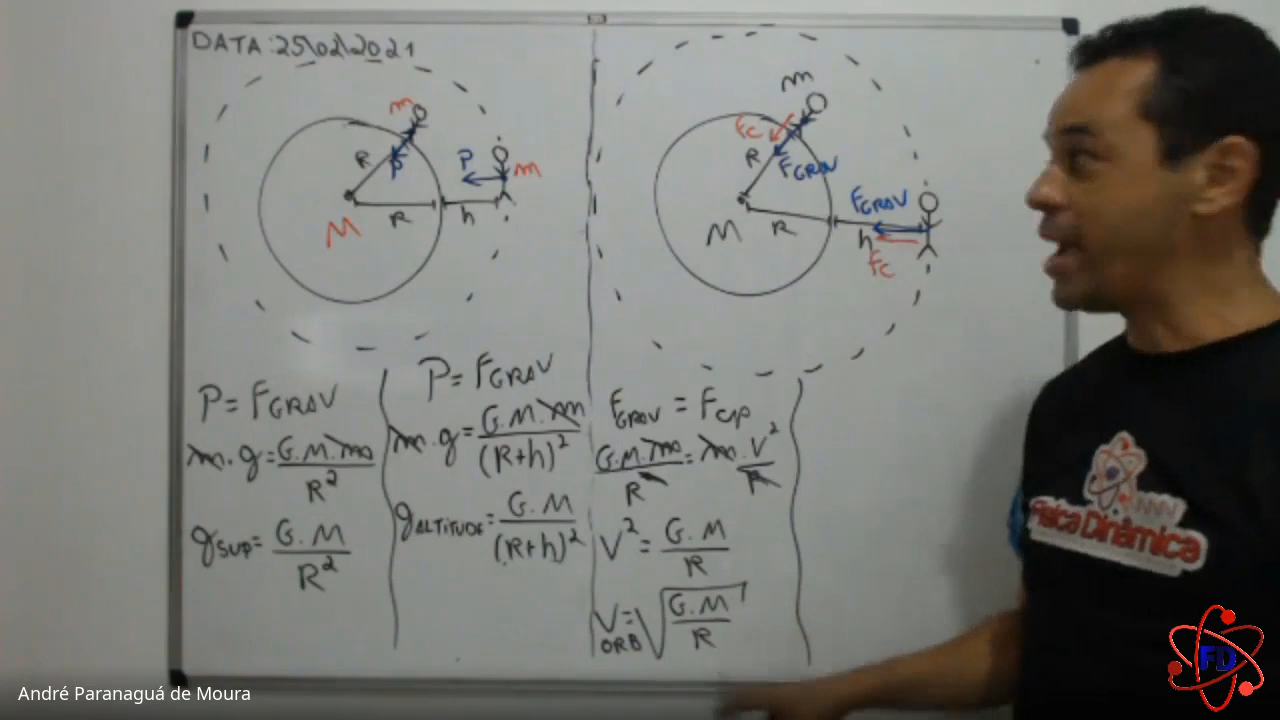 DATA: 25\02\2021
m
R
P
P
m
R
h
M
m
Fc
R
FGRAV
FGRAV
M
R
h
Fc
P = FGRAV
m.g = G.M.m
R²
gSUP = G.M
R²
P = FGRAV
m.g = G.M.m
(R+h)²
gALTITUDE = G.M
(R+h)²
FGRAV = Fcp
G.M.m = m.V²
R R
V² = G.M
R
VORB = √G.M
R
Física Dinâmica
FD
André Paranaguá de Moura